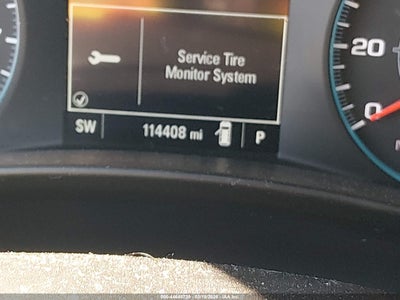 Service Tire
Monitor System
20
0
SW 114408 mi P